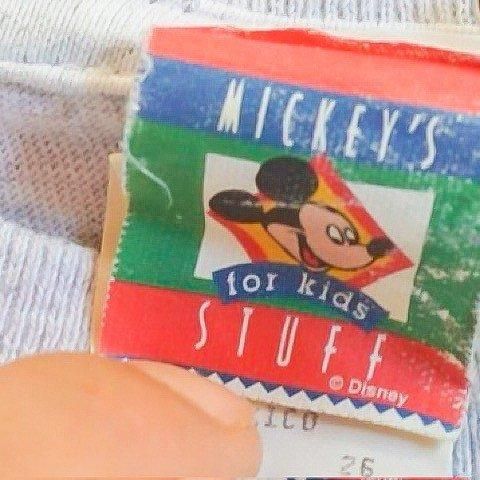 MICKEY'S
for kids
STUFF
© Disney
26